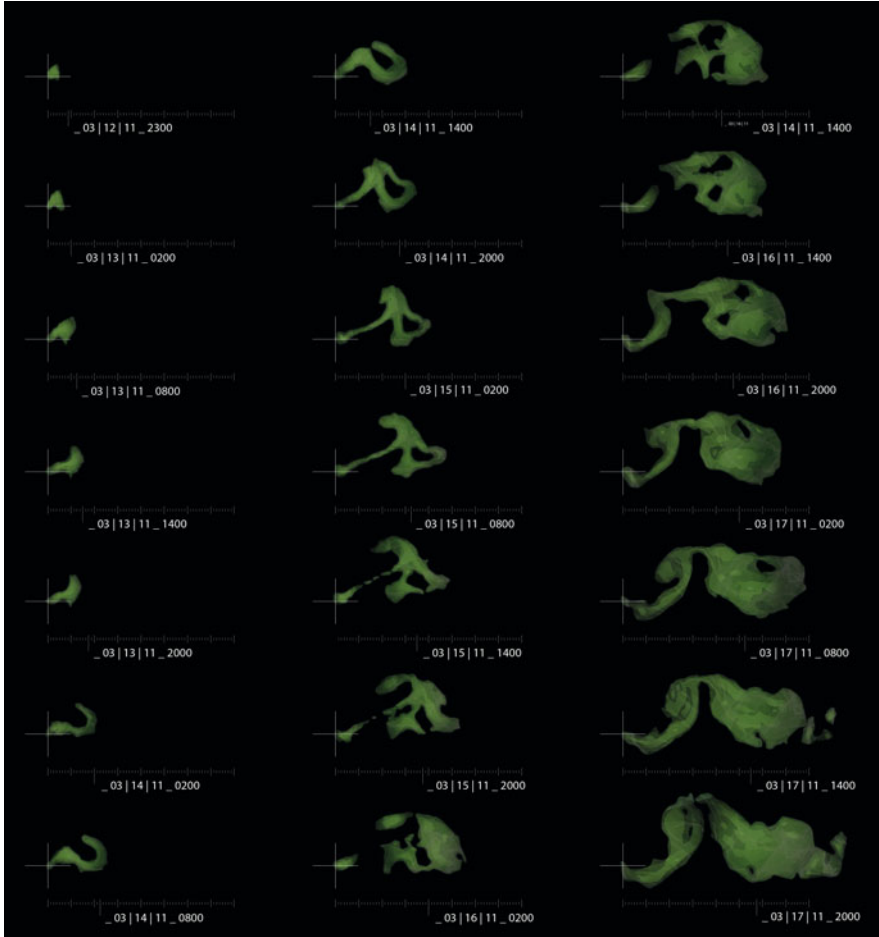 _ 03 | 12 | 11 _ 2300
_ 03 | 13 | 11 _ 0200
_ 03 | 13 | 11 _ 0800
_ 03 | 13 | 11 _ 1400
_ 03 | 13 | 11 _ 2000
_ 03 | 14 | 11 _ 0200
_ 03 | 14 | 11 _ 0800
_ 03 | 14 | 11 _ 1400
_ 03 | 14 | 11 _ 2000
_ 03 | 15 | 11 _ 0200
_ 03 | 15 | 11 _ 0800
_ 03 | 15 | 11 _ 1400
_ 03 | 15 | 11 _ 2000
_ 03 | 16 | 11 _ 0200
_ 03 | 14 | 11 _ 1400
_ 03 | 16 | 11 _ 1400
_ 03 | 16 | 11 _ 2000
_ 03 | 17 | 11 _ 0200
_ 03 | 17 | 11 _ 0800
_ 03 | 17 | 11 _ 1400
_ 03 | 17 | 11 _ 2000